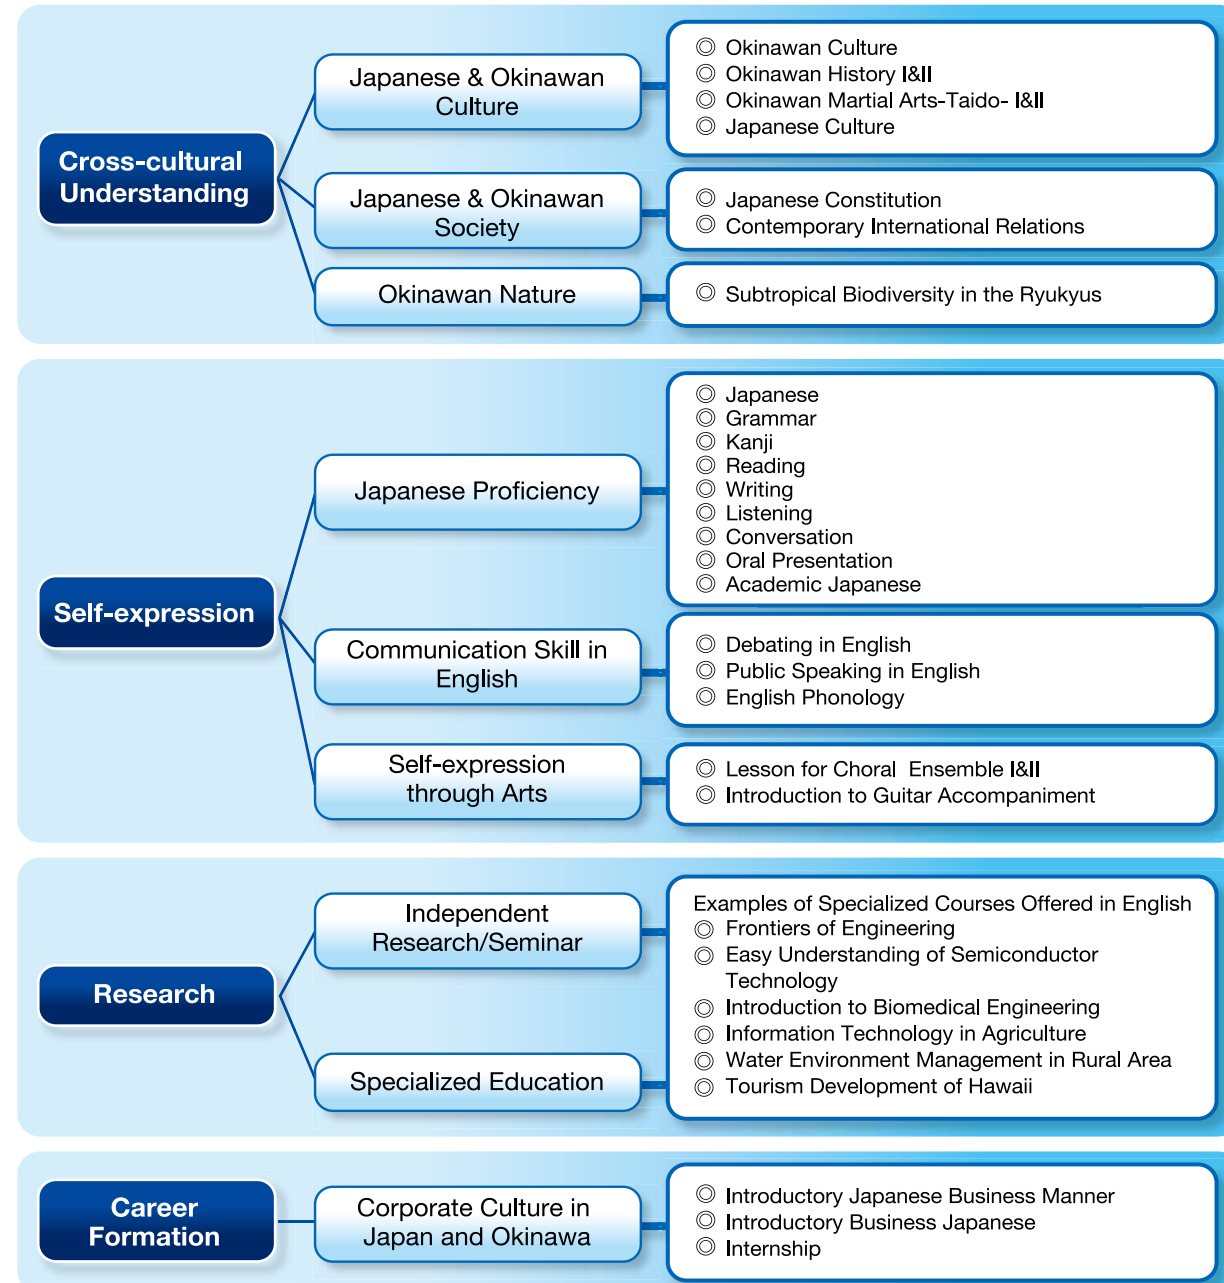 Cross-cultural
Understanding
Japanese & Okinawan
Culture
◎ Okinawan Culture
◎ Okinawan History I&II
◎ Okinawan Martial Arts-Taido- I&II
◎ Japanese Culture
Japanese & Okinawan
Society
◎ Japanese Constitution
◎ Contemporary International Relations
Okinawan Nature
◎ Subtropical Biodiversity in the Ryukyus
Self-expression
Japanese Proficiency
◎ Japanese
◎ Grammar
◎ Kanji
◎ Reading
◎ Writing
◎ Listening
◎ Conversation
◎ Oral Presentation
◎ Academic Japanese
Communication Skill in
English
◎ Debating in English
◎ Public Speaking in English
◎ English Phonology
Self-expression
through Arts
◎ Lesson for Choral Ensemble I&II
◎ Introduction to Guitar Accompaniment
Research
Independent
Research/Seminar
Specialized Education
Examples of Specialized Courses Offered in English
◎ Frontiers of Engineering
◎ Easy Understanding of Semiconductor
Technology
◎ Introduction to Biomedical Engineering
◎ Information Technology in Agriculture
◎ Water Environment Management in Rural Area
◎ Tourism Development of Hawaii
Career
Formation
Corporate Culture in
Japan and Okinawa
◎ Introductory Japanese Business Manner
◎ Introductory Business Japanese
◎ Internship